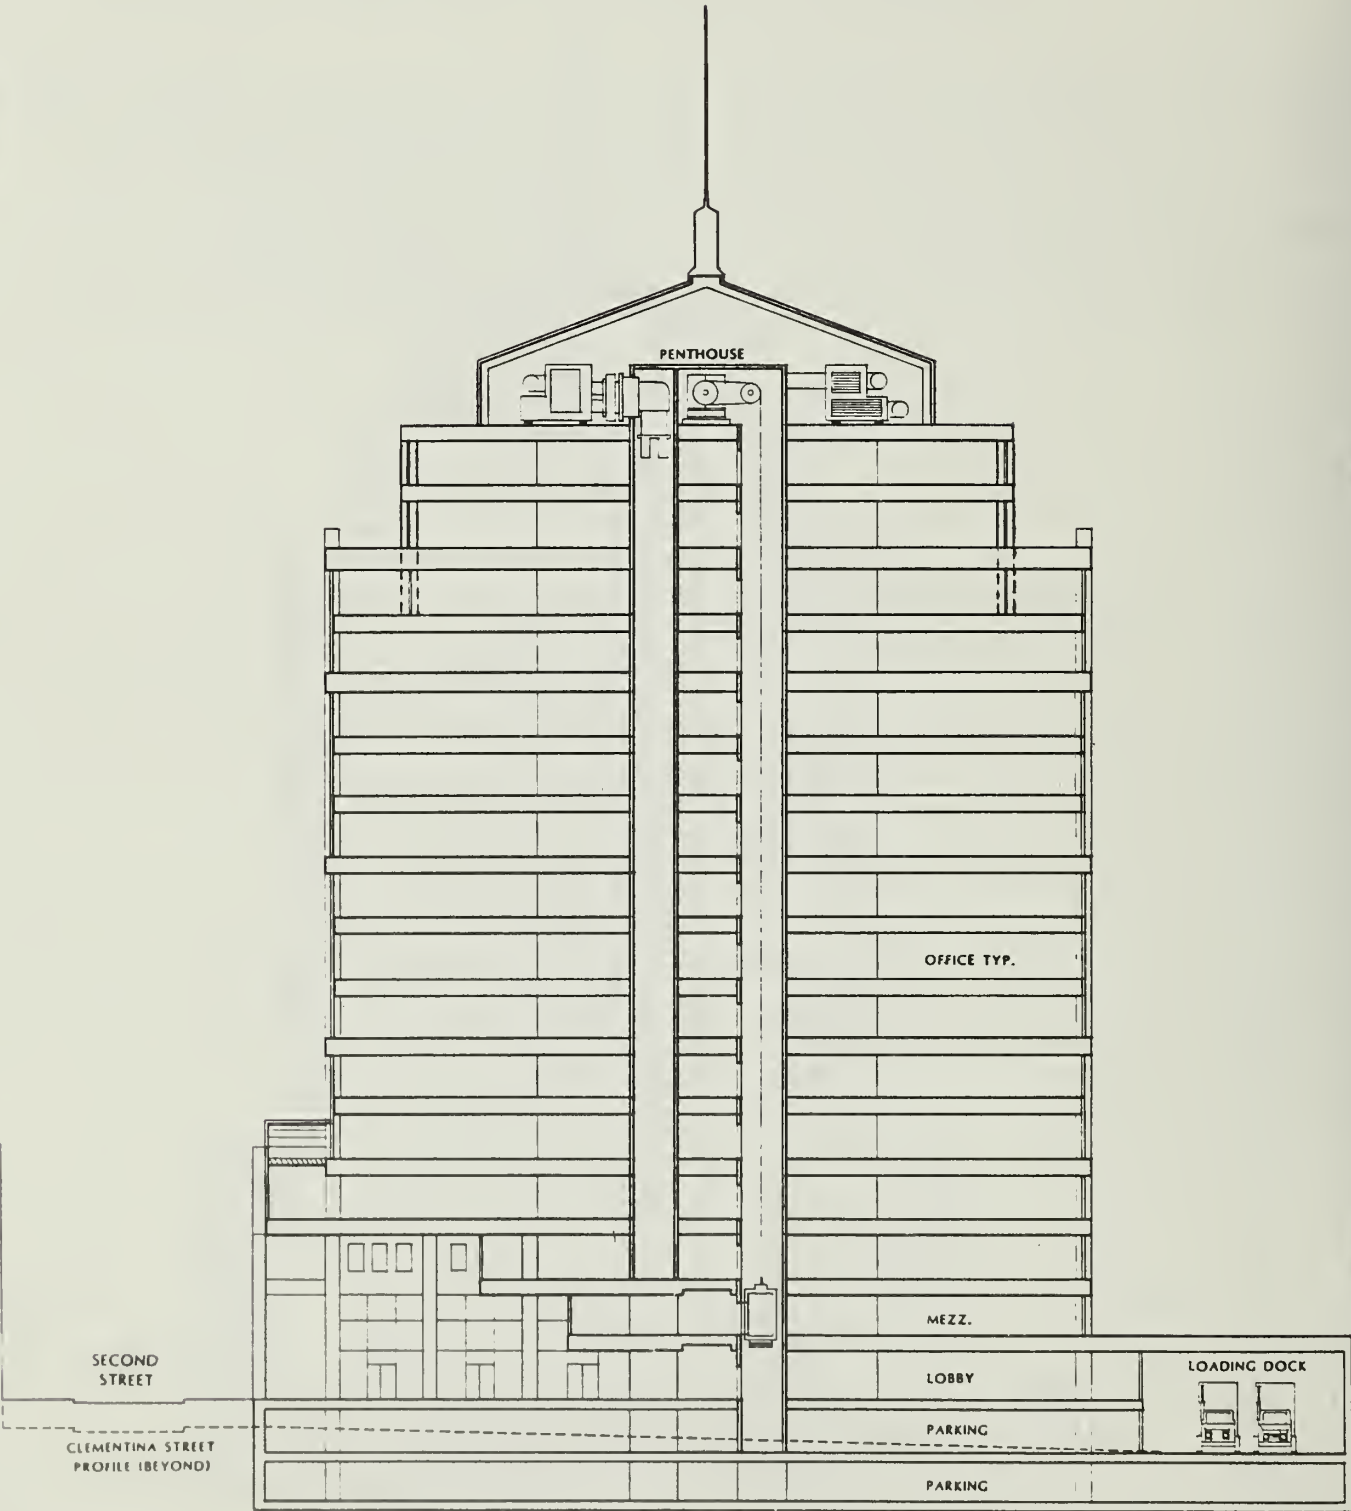 PENTHOUSE
OFFICE TYP.
MEZZ.
SECOND
STREET
LOADING DOCK
LOBBY
PARKING
CLEMENTINA STREET
PROFILE (BEYOND)
PARKING